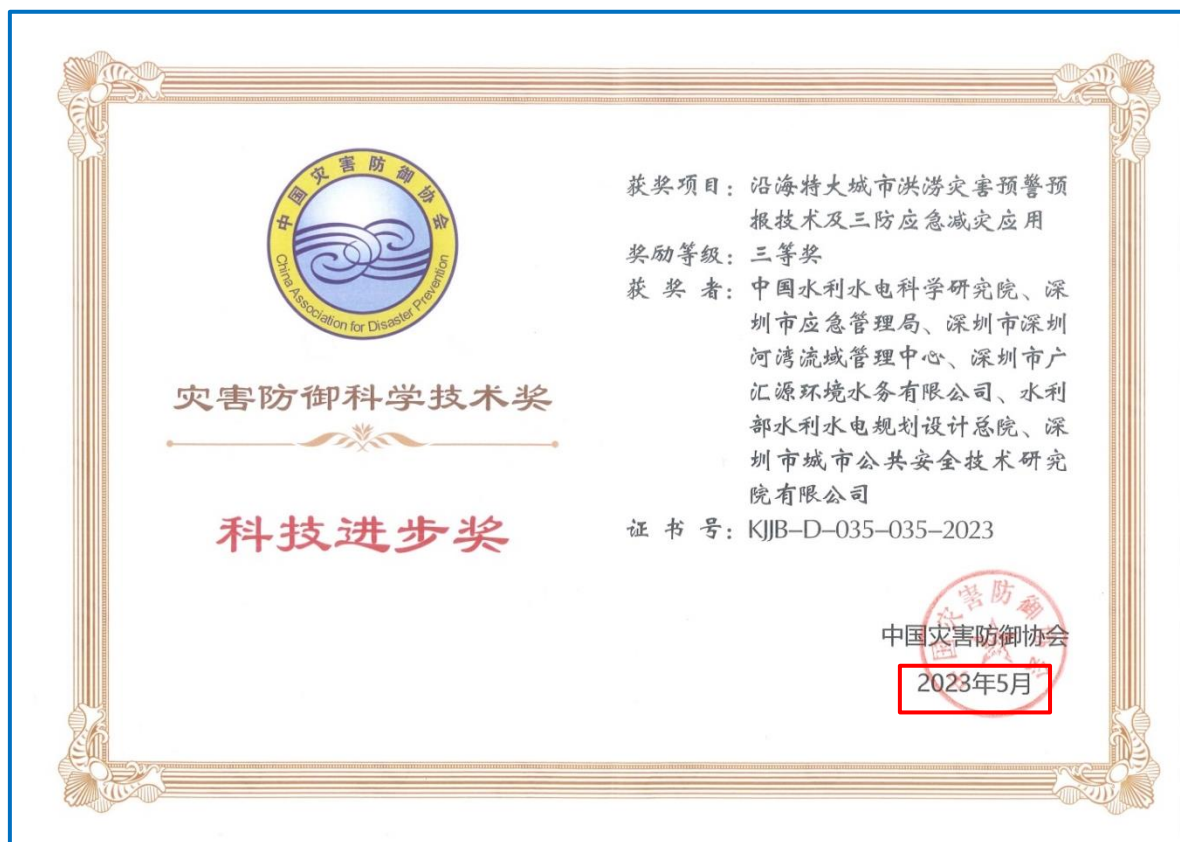 中国灾害防御协会
China Association for Disaster Prevention
灾害防御科学技术奖
科技进步奖
获奖项目：沿海特大城市洪涝灾害预警预
报技术及三防应急减灾应用
奖励等级：三等奖
获 奖 者：中国水利水电科学研究院、深
圳市应急管理局、深圳市深圳
河湾流域管理中心、深圳市广
汇源环境水务有限公司、水利
部水利水电规划设计总院、深
圳市城市公共安全技术研究
院有限公司
证 书 号：KJJB–D–035–035–2023
中国灾害防御协会
2023年5月
中国灾害防御协会